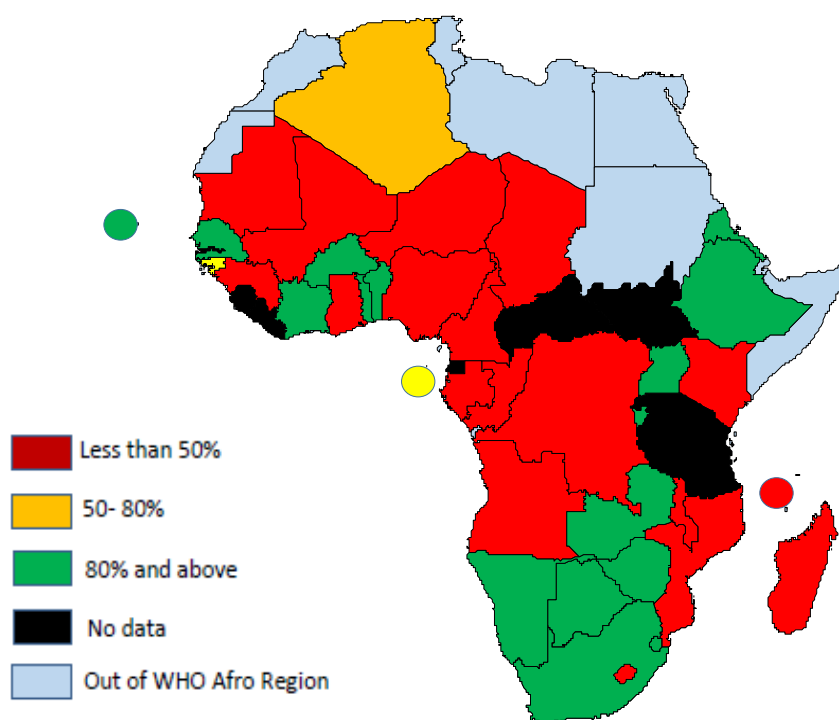 Less than 50%
50- 80%
80% and above
No data
Out of WHO Afro Region